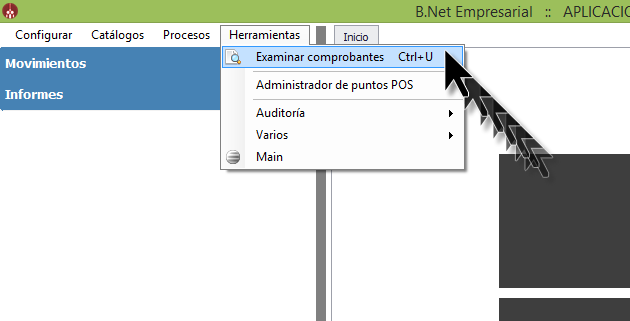 B.Net Empresarial :: APLICACIO
Configurar Catálogos Procesos Herramientas Inicio
Movimientos
Informes
Examinar comprobantes Ctrl+U
Administrador de puntos POS
Auditoría
Varios
Main